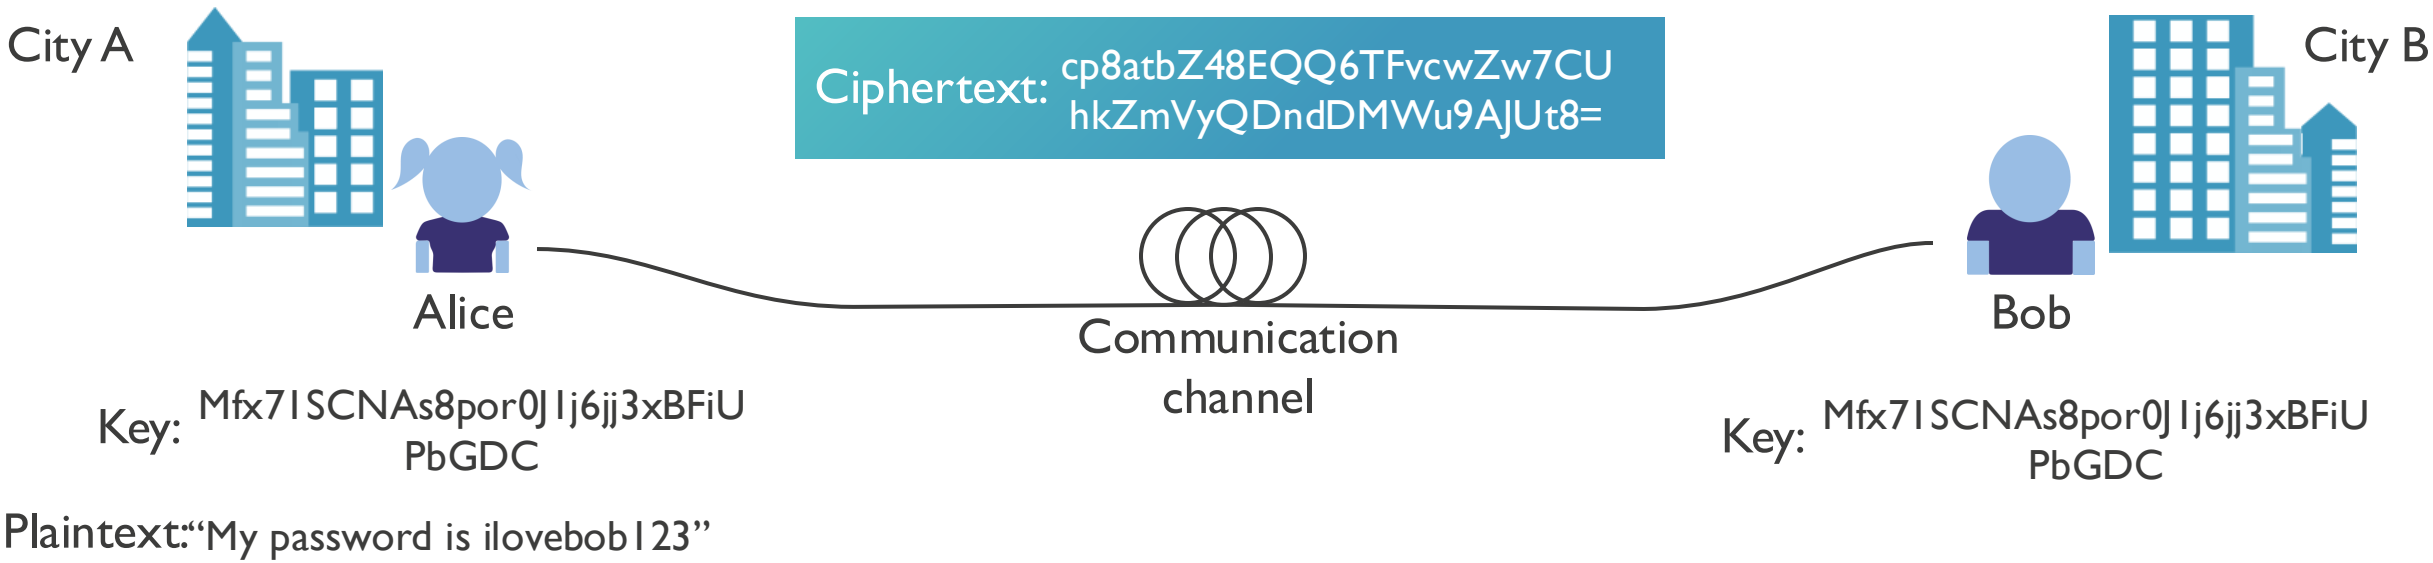 City A
Ciphertext:
cp8atbZ48EQQ6TFvcwZw7CU
hkZmVyQDndDMWu9AJUt8=
City B
Alice
Communication
channel
Bob
Key:
Mfx71SCNAs8por0J1j6jj3xBFiU
PbGDC
Key:
Mfx71SCNAs8por0J1j6jj3xBFiU
PbGDC
Plaintext:“My password is ilovebob123”